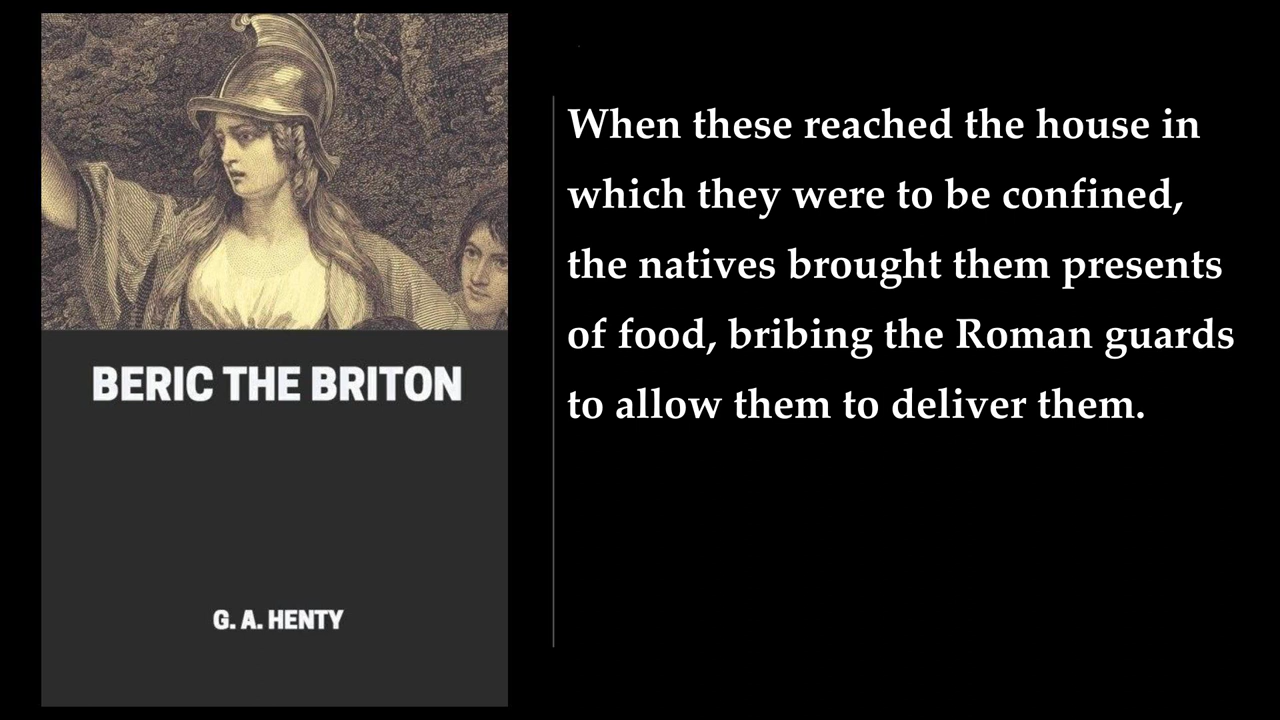 BERIC THE BRITON
G. A. HENTY
When these reached the house in
which they were to be confined,
the natives brought them presents
of food, bribing the Roman guards
to allow them to deliver them.